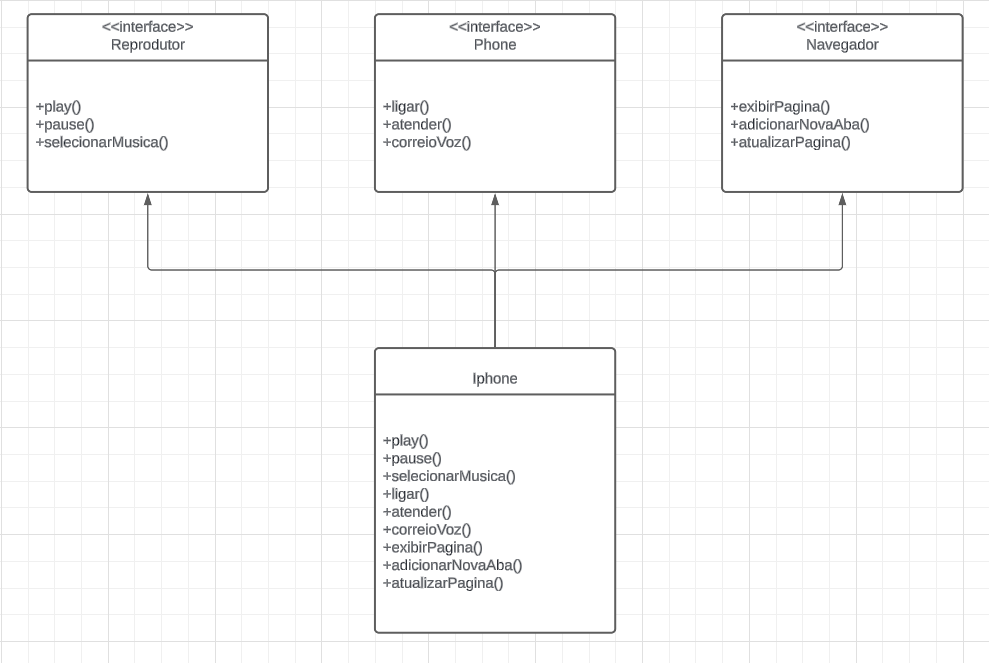 <<interface>>
Reprodutor
+play()
+pause()
+selecionarMusica()
<<interface>>
Phone
+ligar()
+atender()
+correioVoz()
<<interface>>
Navegador
+exibirPagina()
+adicionarNovaAba()
+atualizarPagina()
Iphone
+play()
+pause()
+selecionarMusica()
+ligar()
+atender()
+correioVoz()
+exibirPagina()
+adicionarNovaAba()
+atualizarPagina()